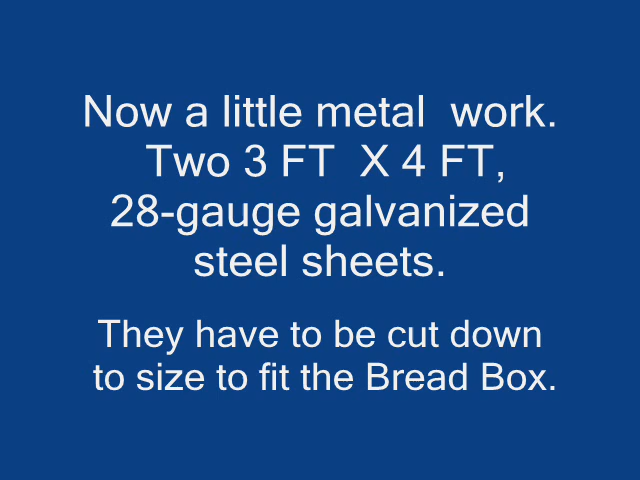 Now a little metal  work.
Two 3 FT  X 4 FT,
28-gauge galvanized
steel sheets.
They have to be cut down
to size to fit the Bread Box.